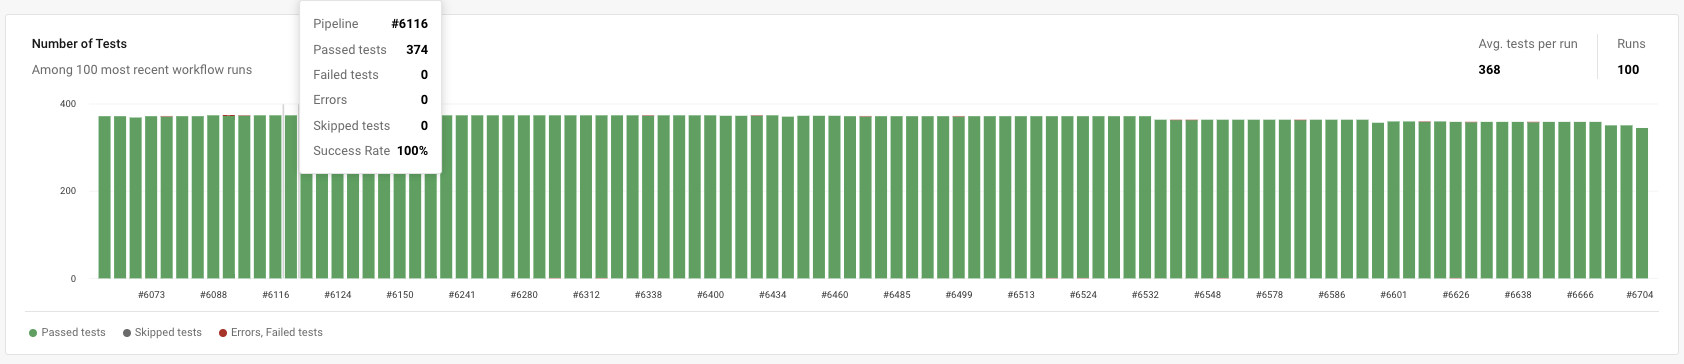 Pipeline #6116
Passed tests 374
Failed tests 0
Errors 0
Skipped tests 0
Success Rate 100%
Number of Tests
Among 100 most recent workflow runs
Avg. tests per run
368
Runs
100
400
200
0
#6073 #6088 #6116 #6124 #6150 #6241 #6280 #6312 #6338 #6400 #6434 #6460 #6485 #6499 #6513 #6524 #6532 #6548 #6578 #6586 #6601 #6626 #6638 #6666 #6704
Passed tests Skipped tests Errors, Failed tests